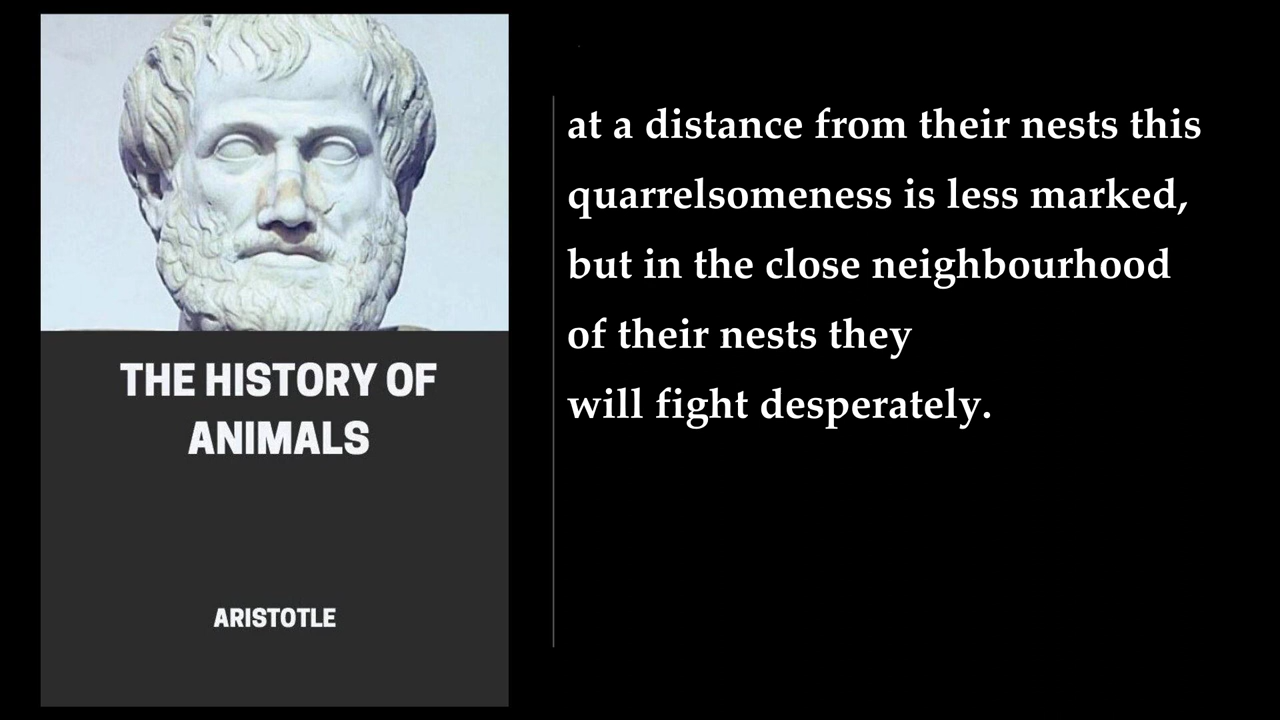 THE HISTORY OF
ANIMALS
ARISTOTLE
at a distance from their nests this
quarrelsomeness is less marked,
but in the close neighbourhood
of their nests they
will fight desperately.